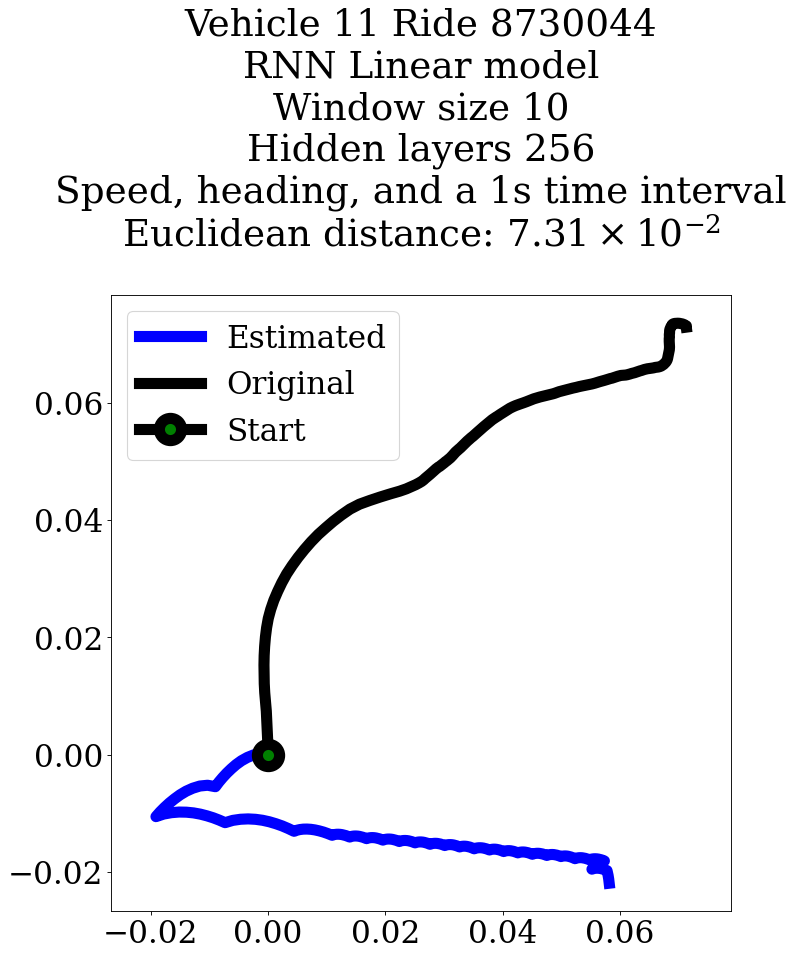 Vehicle 11 Ride 8730044
RNN Linear model
Window size 10
Hidden layers 256
Speed, heading, and a 1s time interval
Euclidean distance: 7.31 × 10⁻²
Estimated
Original
Start
0.06
0.04
0.02
0.00
−0.02
−0.02 0.00 0.02 0.04 0.06